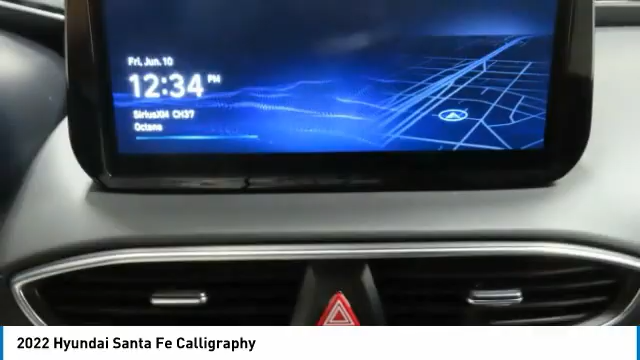 Fri, Jun. 10
12:34 PM
SiriusXM CH37
Octane
2022 Hyundai Santa Fe Calligraphy